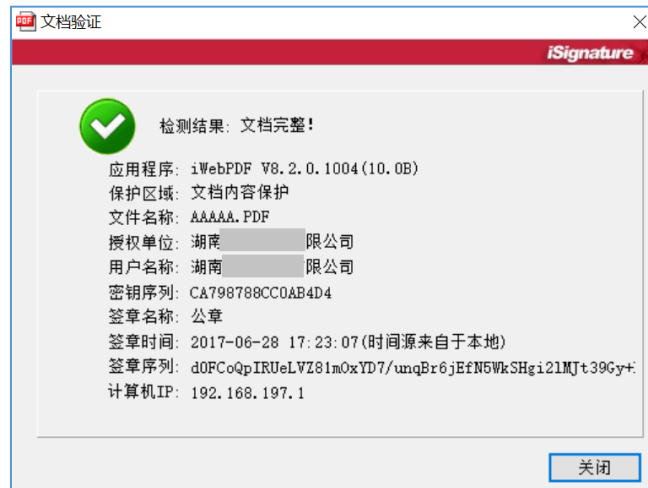 文档验证
iSignature
检测结果: 文档完整!
应用程序: iWebPDF V8.2.0.1004(10.0B)
保护区域: 文档内容保护
文件名称: AAAAA.PDF
授权单位: 湖南 限公司
用户名称: 湖南 限公司
密钥序列: CA798788CC0AB4D4
签章名称: 公章
签章时间: 2017-06-28 17:23:07(时间源来自于本地)
签章序列: dOFCoQpIRUeLVZ81mOxYD7/unqBr6jEfN5WkSHgi2lMJt39Gy+
计算机IP: 192.168.197.1
关闭